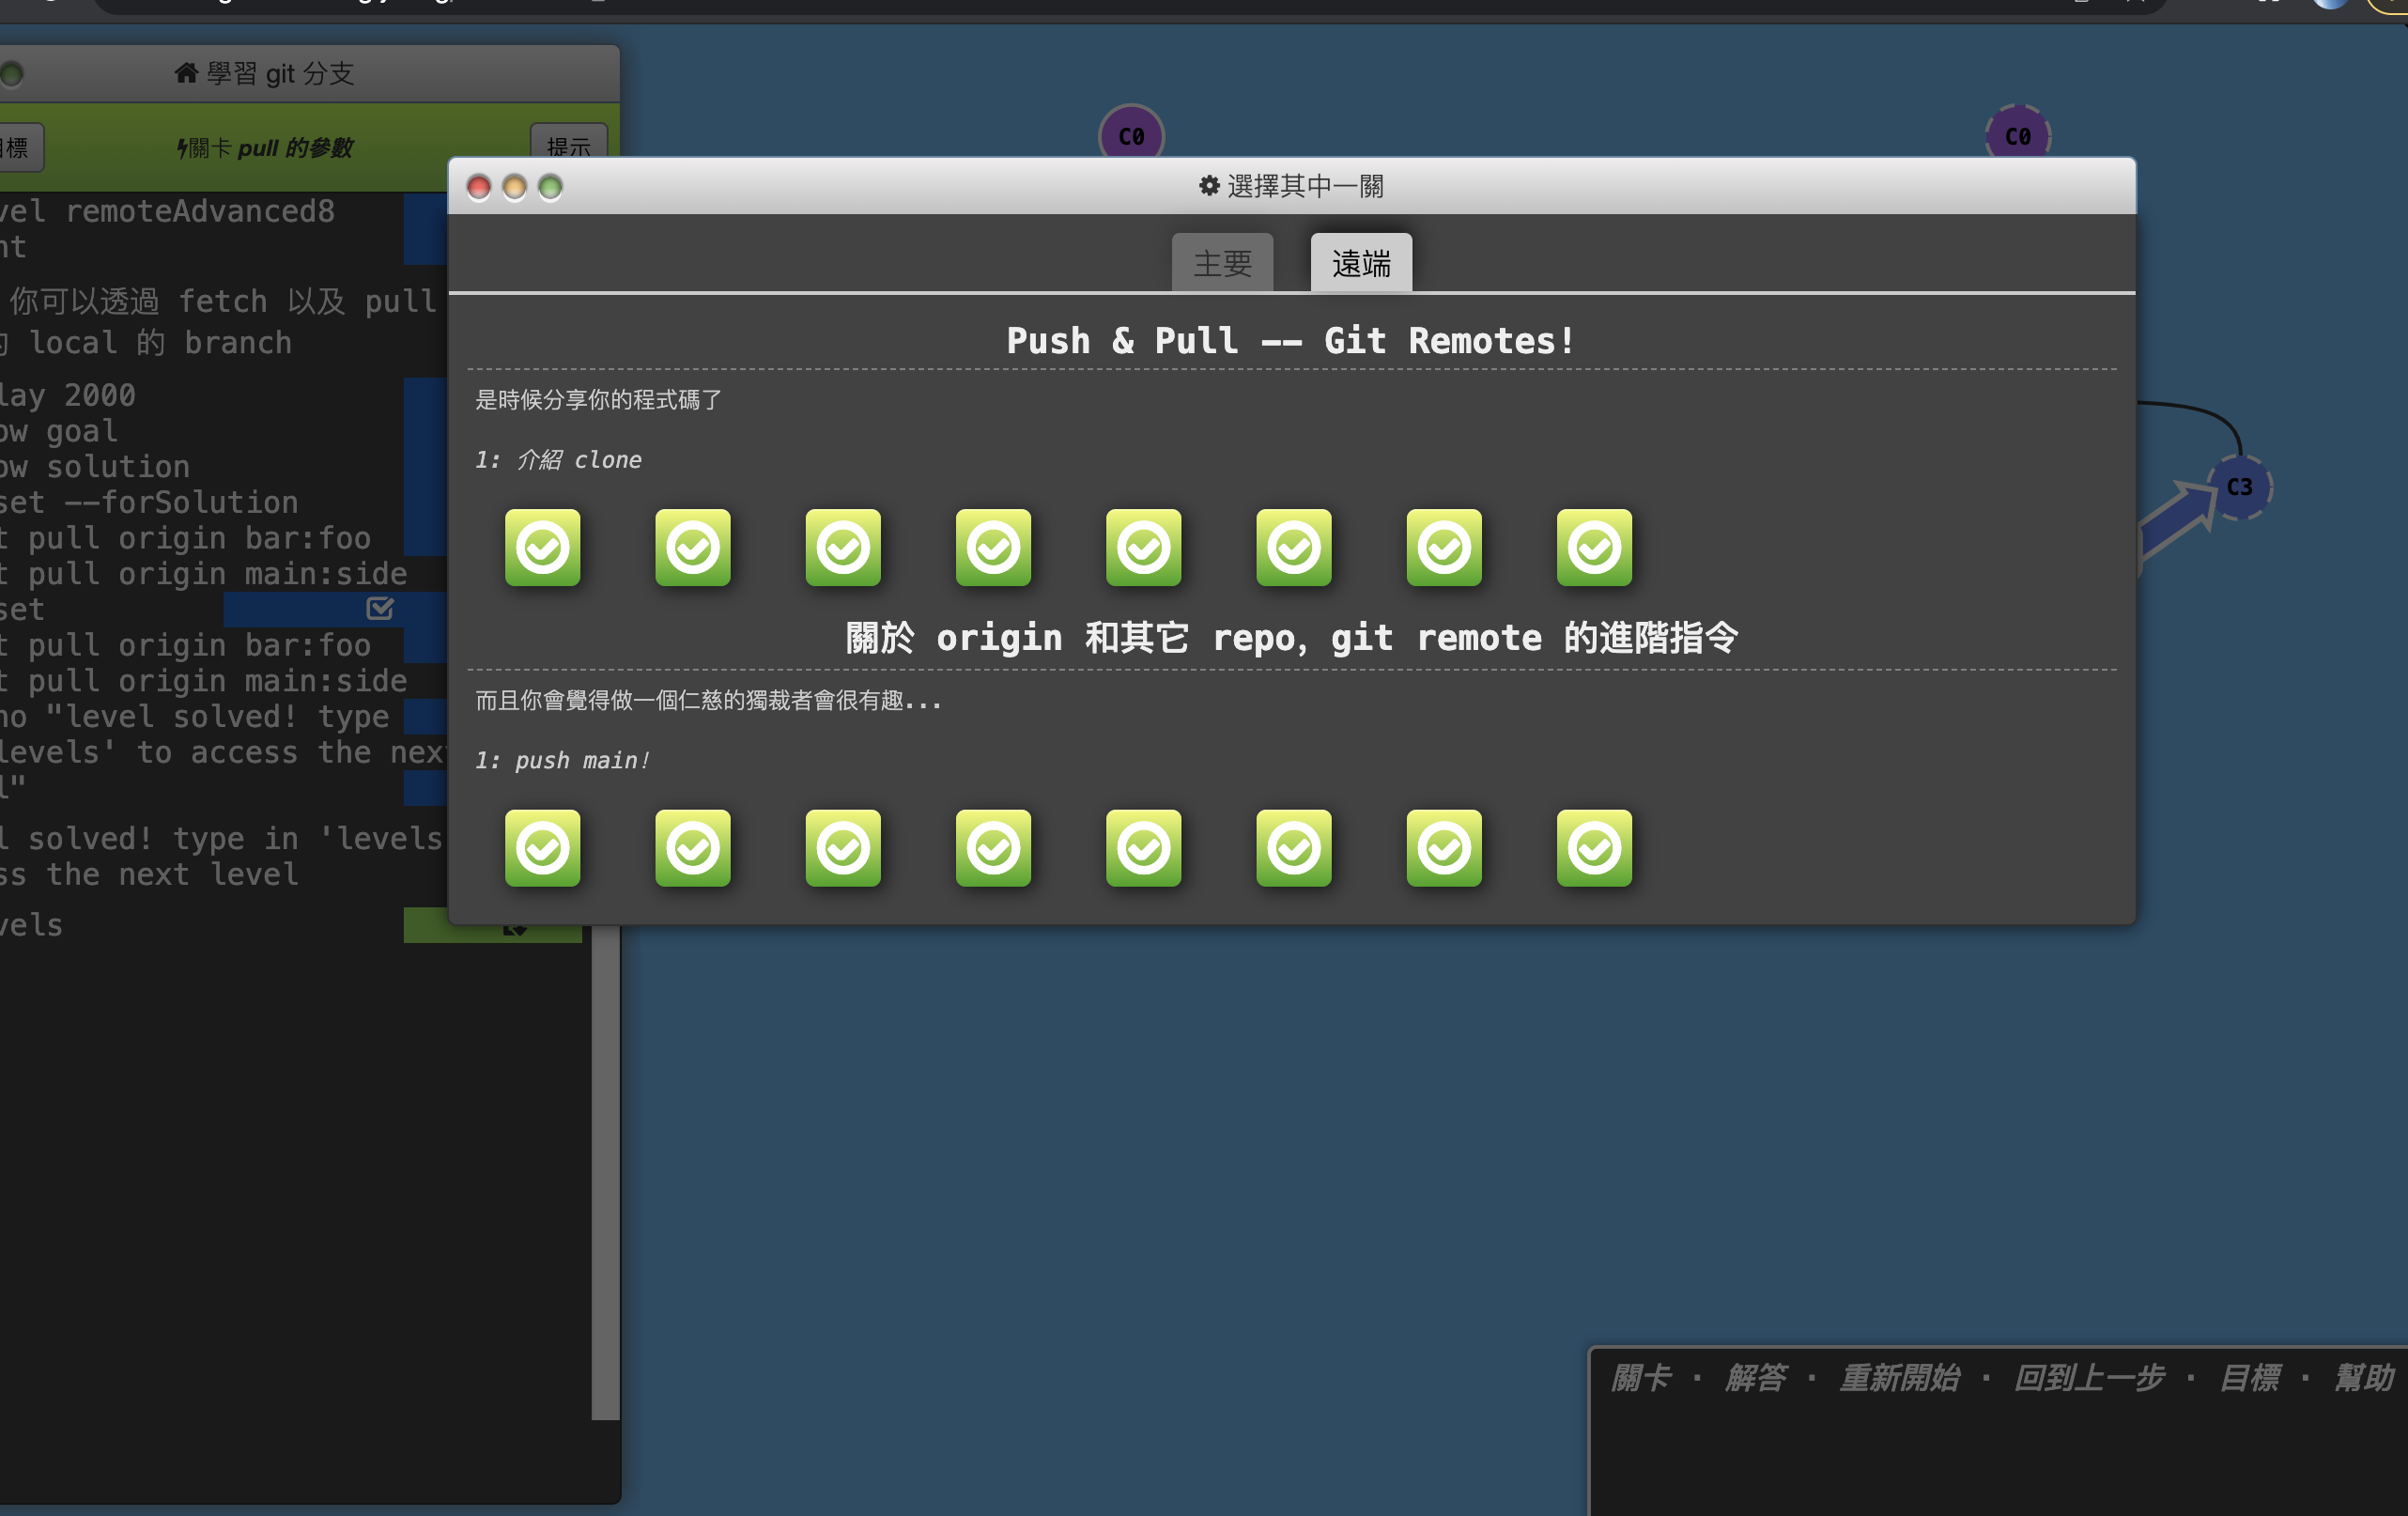 學習 git 分支
目標
關卡 pull 的參數
提示
C0
C0
vel remoteAdvanced8
nt
你可以透過 fetch 以及 pull
local 的 branch
lay 2000
ow goal
ow solution
set --forSolution
t pull origin bar:foo
t pull origin main:side
set
t pull origin bar:foo
t pull origin main:side
ho "level solved! type
levels' to access the next
l"
l solved! type in 'levels
ss the next level
vels
選擇其中一關
主要
遠端
Push & Pull -- Git Remotes!
是時候分享你的程式碼了
1: 介紹 clone
關於 origin 和其它 repo, git remote 的進階指令
而且你會覺得做一個仁慈的獨裁者會很有趣...
1: push main!
C3
關卡 · 解答 · 重新開始 · 回到上一步 · 目標 · 幫助